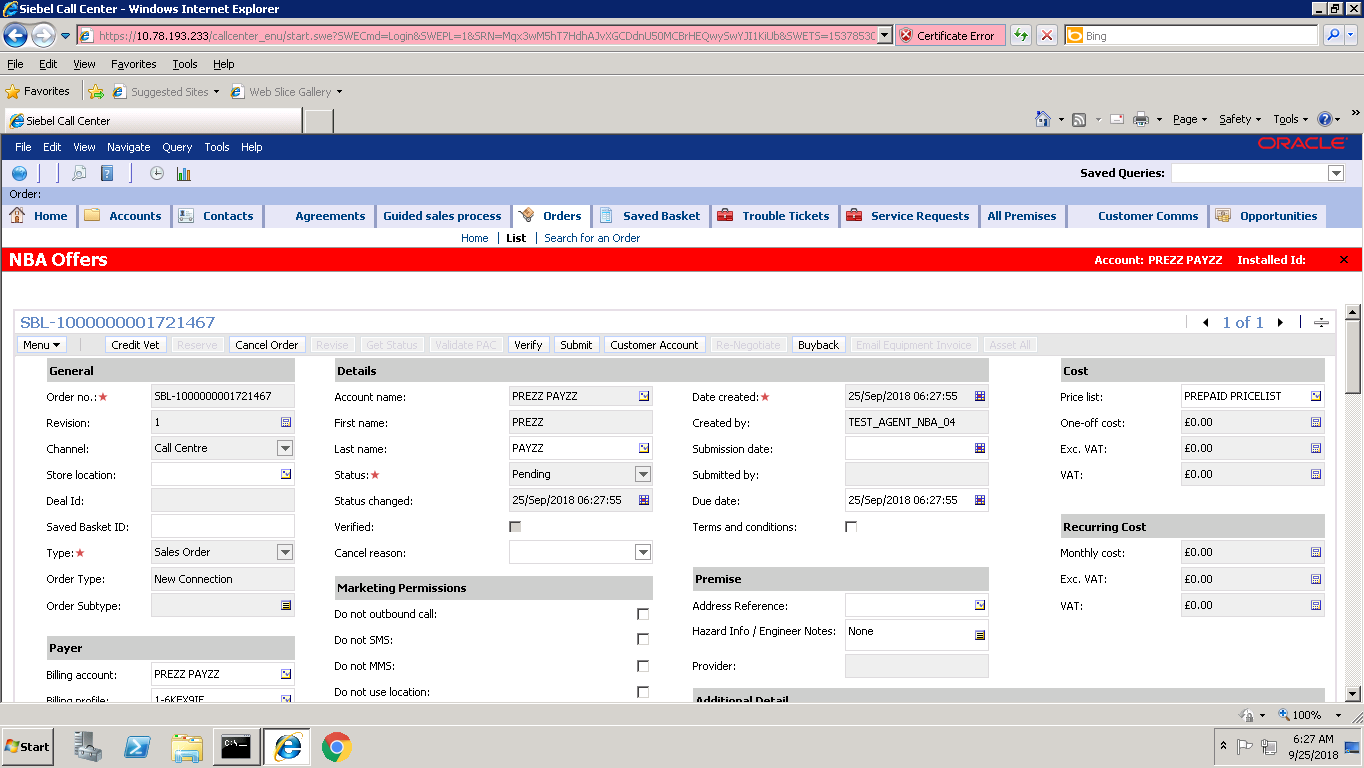 Siebel Call Center - Windows Internet Explorer
https://10.78.193.233/callcenter_enu/start.swe?SWECmd=Login&SWEPL=1&SRN=Mqx3wM5hT7HdhAJvXGCDdnU50MCBrHEQwySwYJI1KiUb&SWETS=15378530 Certificate Error Bing
File Edit View Favorites Tools Help
Favorites Suggested Sites Web Slice Gallery
Siebel Call Center Page Safety Tools
File Edit View Navigate Query Tools Help ORACLE
Saved Queries:
Order:
Home Accounts Contacts Agreements Guided sales process Orders Saved Basket Trouble Tickets Service Requests All Premises Customer Comms Opportunities
Home List Search for an Order
NBA Offers Account: PREZZ PAYZZ Installed Id:
SBL-1000000001721467 1 of 1
Menu Credit Vet Reserve Cancel Order Revise Get Status Validate PAC Verify Submit Customer Account Re-Negotiate Buyback Email Equipment Invoice Asset All
General Details Cost
Order no.: SBL-1000000001721467 Account name: PREZZ PAYZZ Date created: 25/Sep/2018 06:27:55 Price list: PREPAID PRICELIST
Revision: 1 First name: PREZZ Created by: TEST_AGENT_NBA_04 One-off cost: £0.00
Channel: Call Centre Last name: PAYZZ Submission date: Exc. VAT: £0.00
Store location: Status: Pending Submitted by: VAT: £0.00
Deal Id: Status changed: 25/Sep/2018 06:27:55 Due date: 25/Sep/2018 06:27:55
Saved Basket ID: Verified: Terms and conditions: Recurring Cost
Type: Sales Order Cancel reason: Monthly cost: £0.00
Order Type: New Connection Marketing Permissions Premise Exc. VAT: £0.00
Order Subtype: Do not outbound call: Address Reference: VAT: £0.00
Payer Do not SMS: Hazard Info / Engineer Notes: None
Billing account: PREZZ PAYZZ Do not MMS: Provider:
Billing profile: 1-6KFX9IE Do not use location: Additional Detail
100%
Start 6:27 AM
9/25/2018